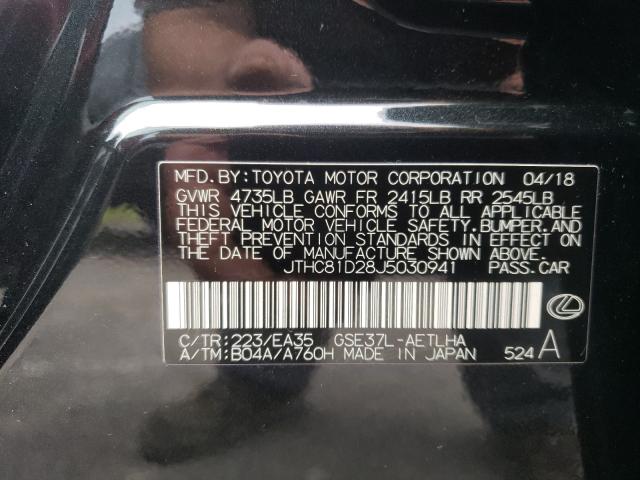 MFD. BY: TOYOTA MOTOR CORPORATION 04/18
GVWR 4735LB GAWR FR 2415LB RR 2545LB
THIS VEHICLE CONFORMS TO ALL APPLICABLE
FEDERAL MOTOR VEHICLE SAFETY, BUMPER, AND
THEFT PREVENTION STANDARDS IN EFFECT ON
THE DATE OF MANUFACTURE SHOWN ABOVE.
JTHC81D28J5030941 PASS. CAR
C/TR: 223/EA35 GSE37L-AETLHA
A/TM: B04A/A760H MADE IN JAPAN 524 A